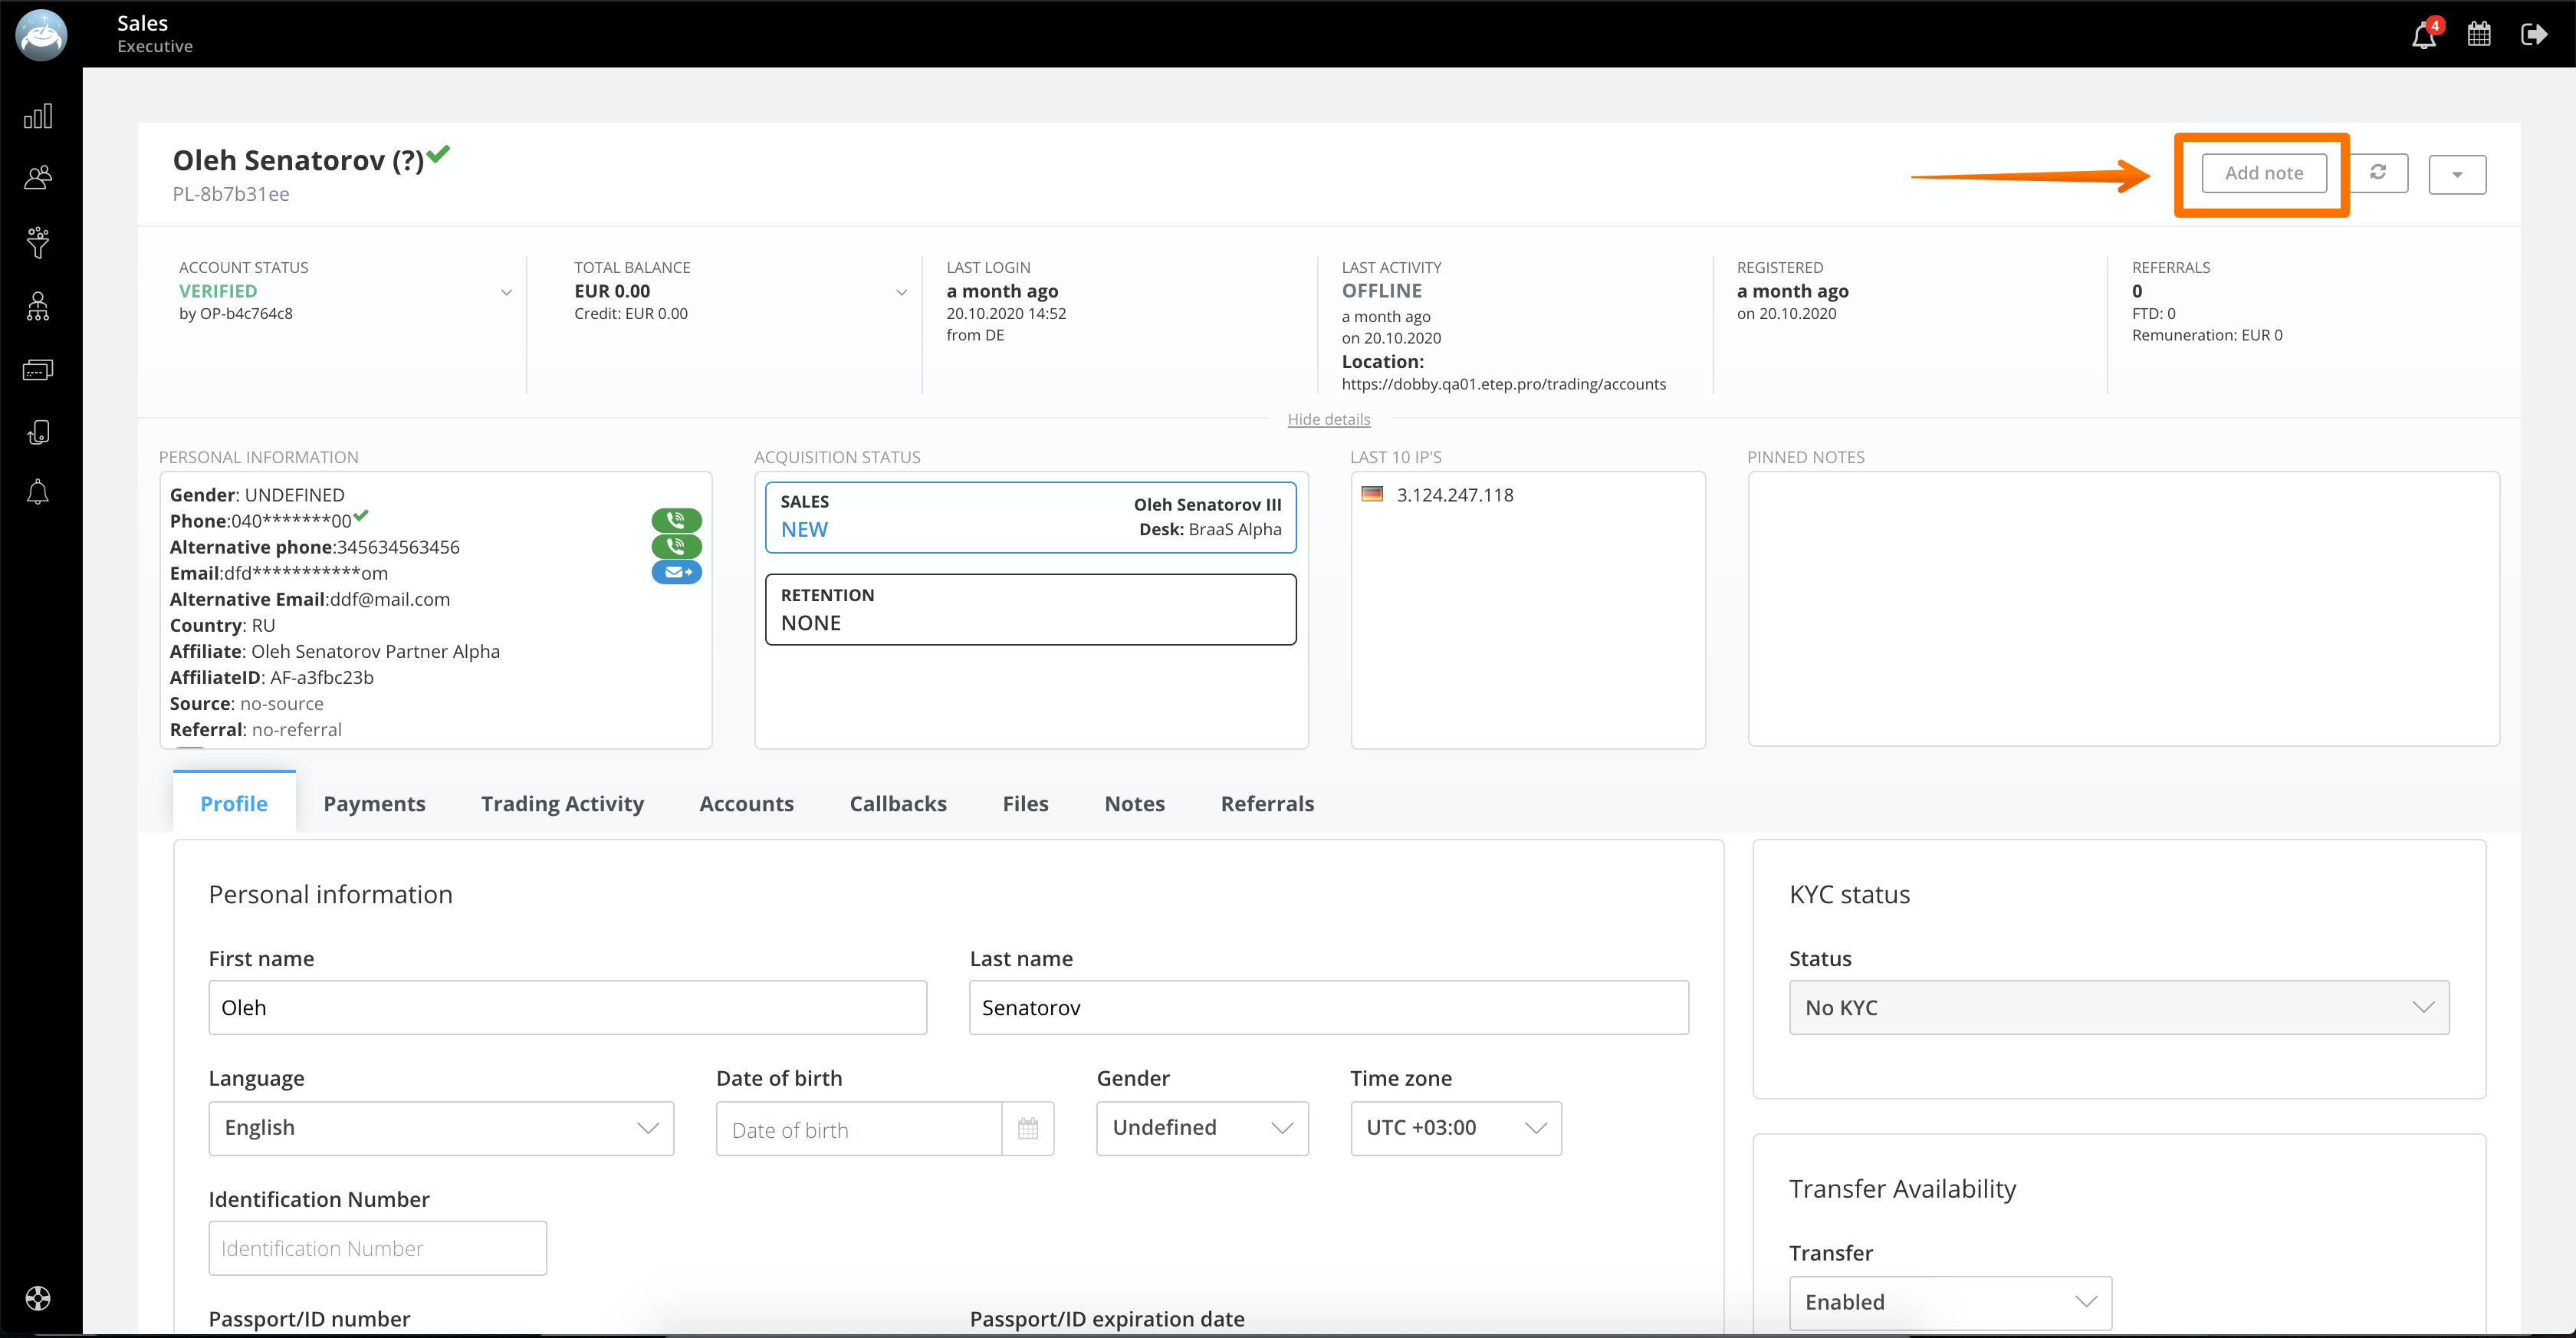 Sales
Executive
4
Oleh Senatorov (?)
PL-8b7b31ee
Add note
ACCOUNT STATUS
VERIFIED
by OP-b4c764c8
TOTAL BALANCE
EUR 0.00
Credit: EUR 0.00
LAST LOGIN
a month ago
20.10.2020 14:52
from DE
LAST ACTIVITY
OFFLINE
a month ago
on 20.10.2020
Location:
https://dobby.qa01.etep.pro/trading/accounts
REGISTERED
a month ago
on 20.10.2020
REFERRALS
0
FTD: 0
Remuneration: EUR 0
Hide details
PERSONAL INFORMATION
Gender: UNDEFINED
Phone:040*******00
Alternative phone:345634563456
Email:dfd***********om
Alternative Email:ddf@mail.com
Country: RU
Affiliate: Oleh Senatorov Partner Alpha
AffiliateID: AF-a3fbc23b
Source: no-source
Referral: no-referral
ACQUISITION STATUS
SALES
NEW
Oleh Senatorov III
Desk: BraaS Alpha
RETENTION
NONE
LAST 10 IP'S
3.124.247.118
PINNED NOTES
Profile
Payments
Trading Activity
Accounts
Callbacks
Files
Notes
Referrals
Personal information
First name
Oleh
Last name
Senatorov
Language
English
Date of birth
Date of birth
Gender
Undefined
Time zone
UTC +03:00
Identification Number
Identification Number
Passport/ID number
Passport/ID expiration date
KYC status
Status
No KYC
Transfer Availability
Transfer
Enabled